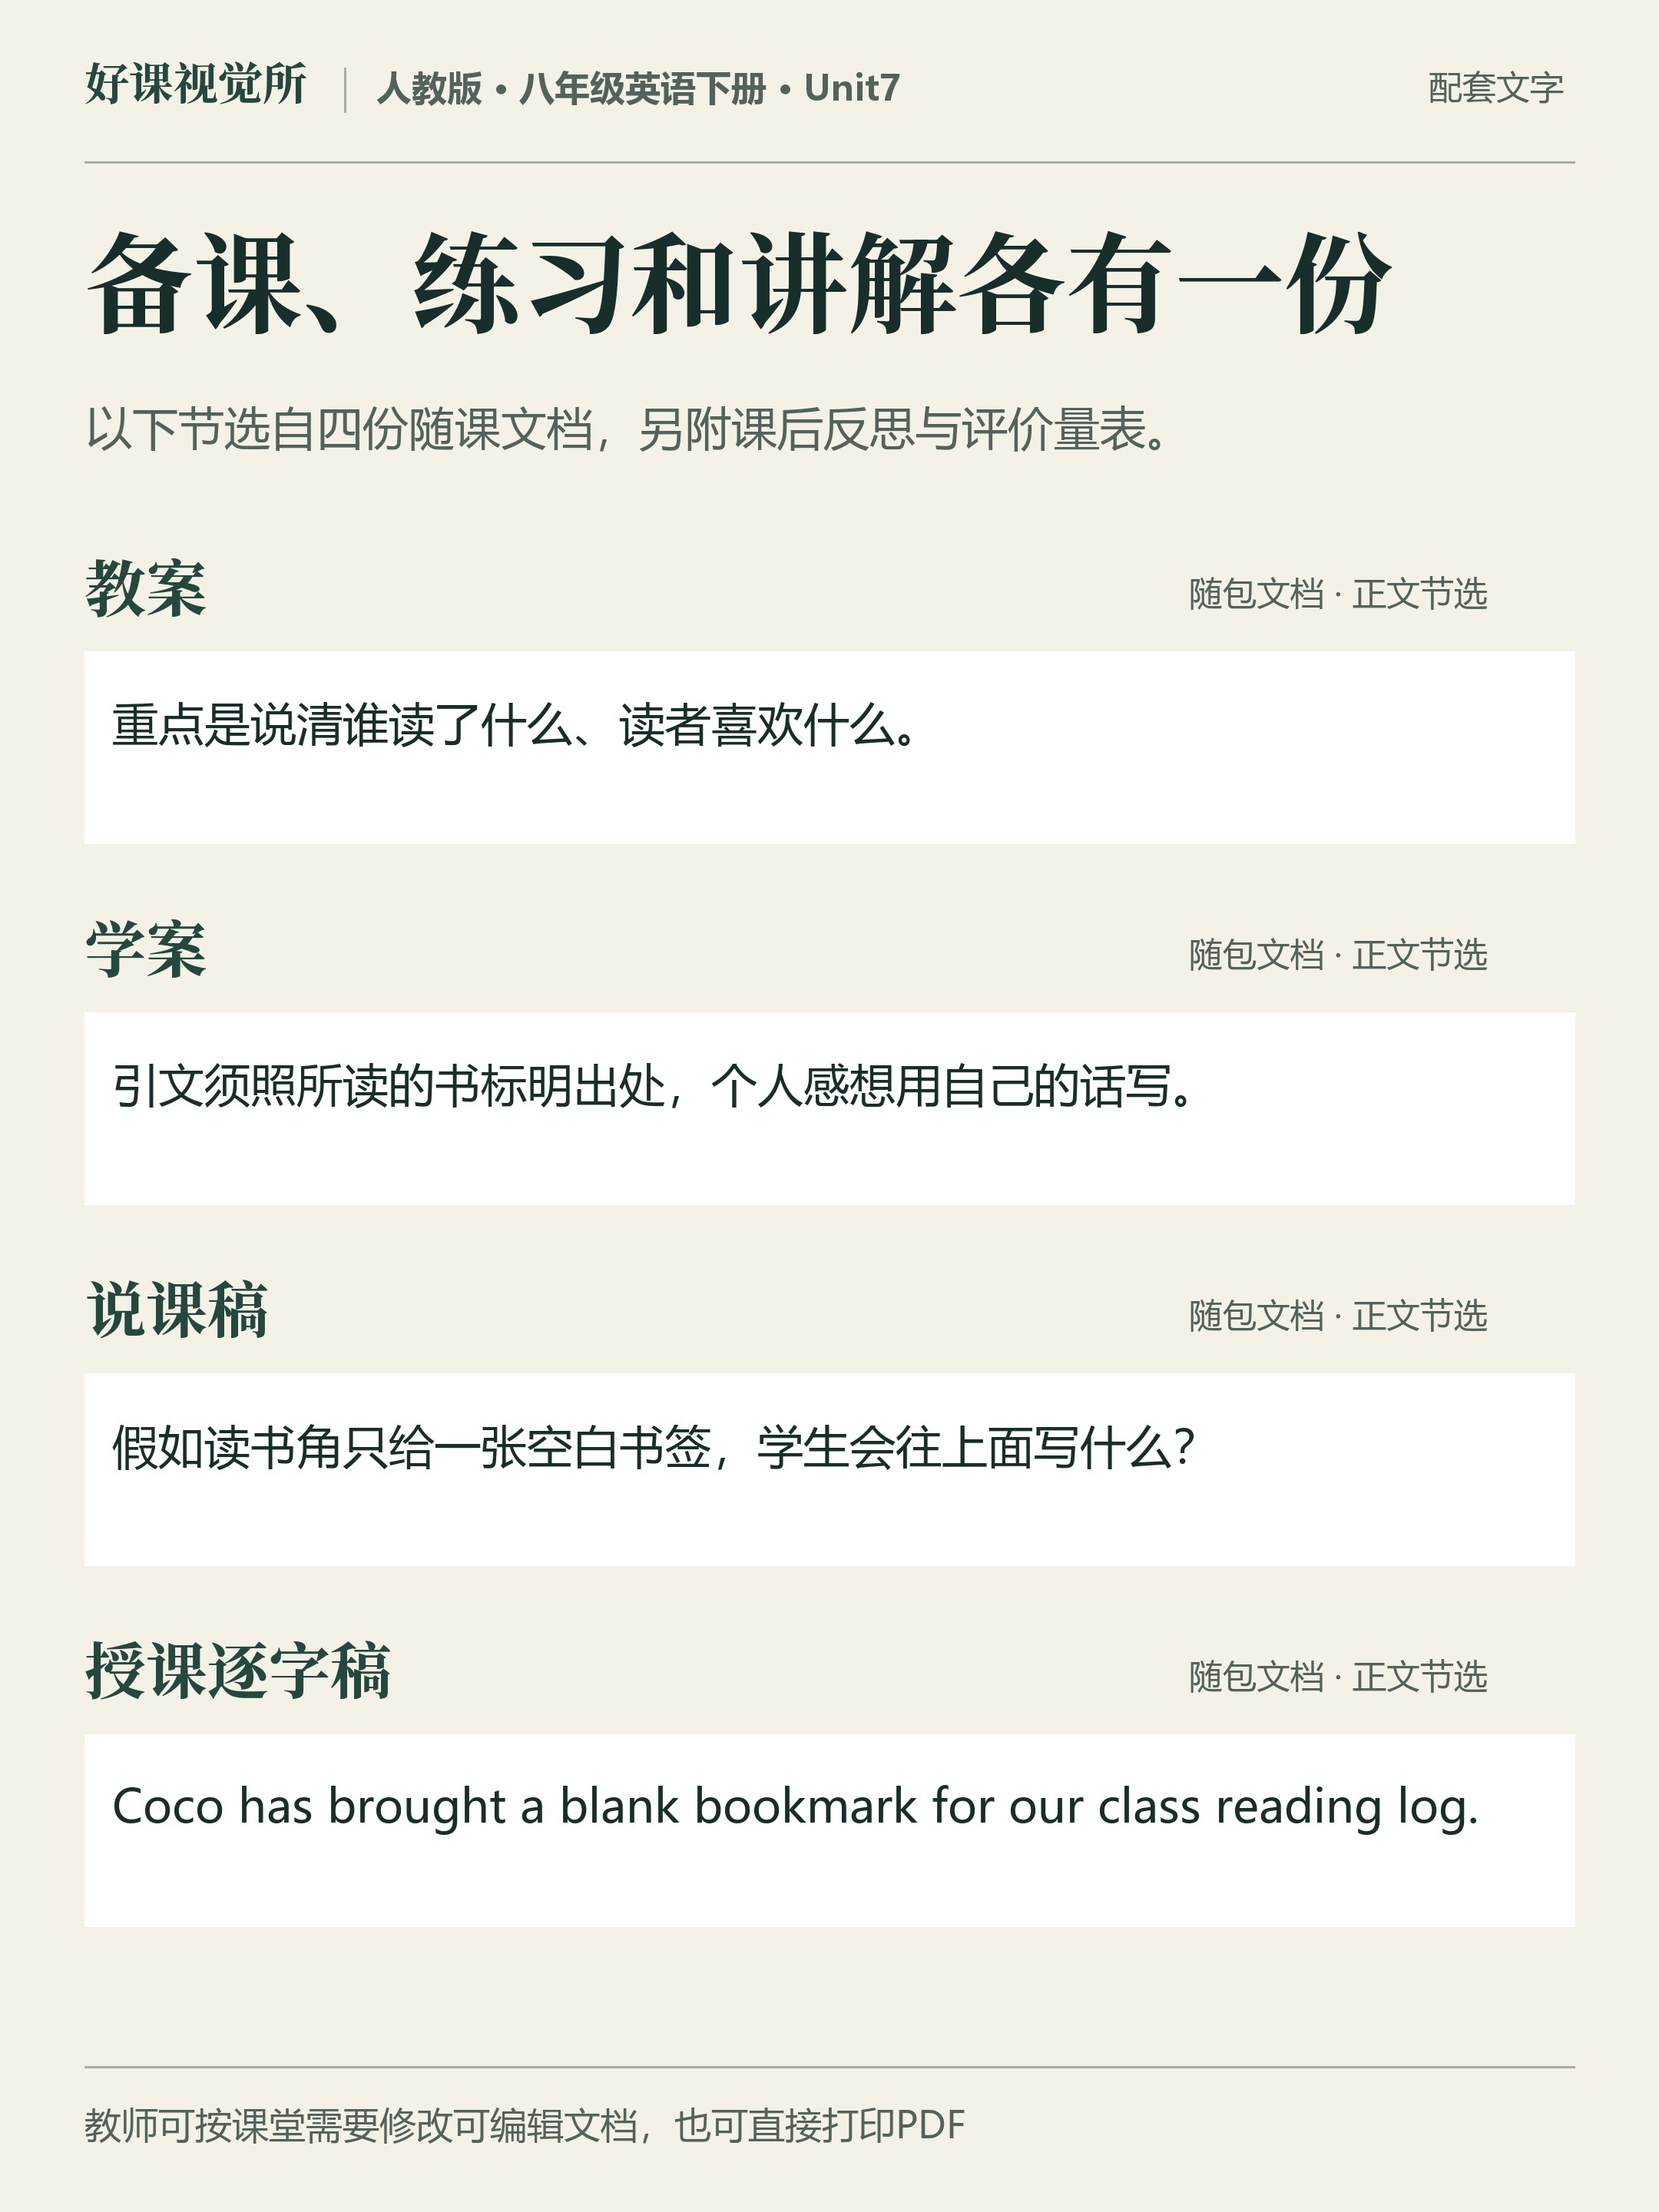 好课视觉所 人教版・八年级英语下册・Unit7 配套文字
备课、练习和讲解各有一份
以下节选自四份随课文档，另附课后反思与评价量表。
教案 随包文档 · 正文节选
重点是说清谁读了什么、读者喜欢什么。
学案 随包文档 · 正文节选
引文须照所读的书标明出处，个人感想用自己的话写。
说课稿 随包文档 · 正文节选
假如读书角只给一张空白书签，学生会往上面写什么？
授课逐字稿 随包文档 · 正文节选
Coco has brought a blank bookmark for our class reading log.
教师可按课堂需要修改可编辑文档，也可直接打印PDF